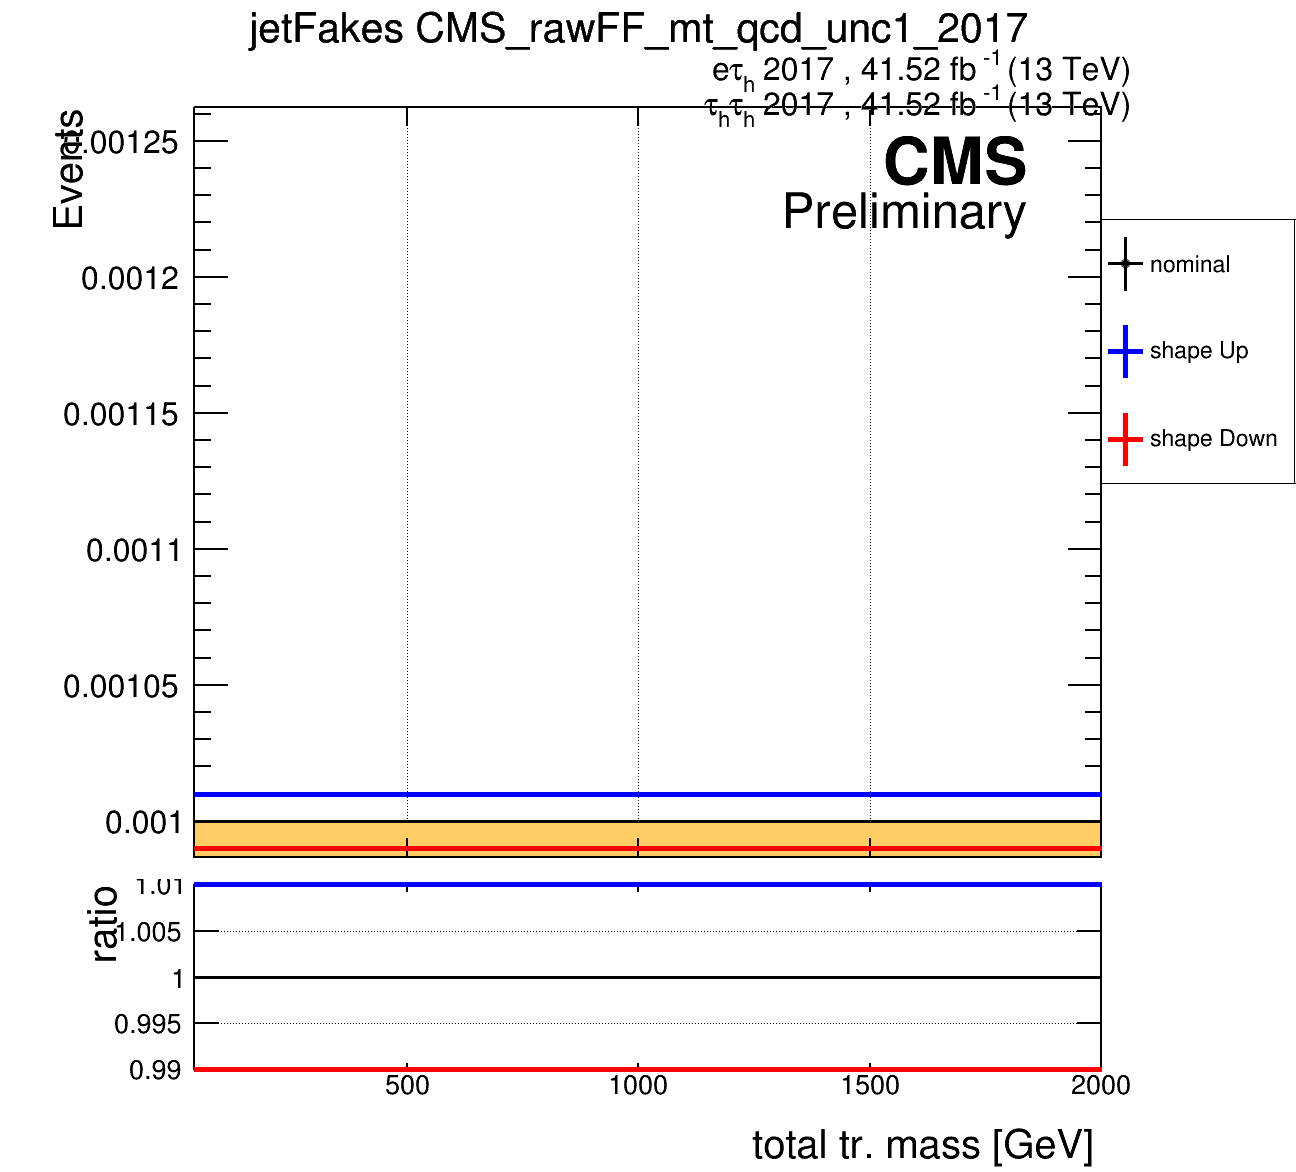 jetFakes CMS_rawFF_mt_qcd_unc1_2017
eτh 2017 , 41.52 fb -1 (13 TeV)
τhτh 2017 , 41.52 fb -1 (13 TeV)
Events
0.00125
0.0012
0.00115
0.0011
0.00105
0.001
CMS
Preliminary
nominal
shape Up
shape Down
ratio
1.01
1.005
1
0.995
0.99
500 1000 1500 2000
total tr. mass [GeV]